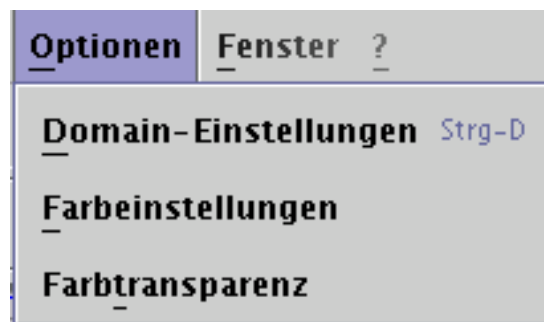 Optionen Fenster ?
Domain-Einstellungen Strg-D
Farbeinstellungen
Farbtransparenz